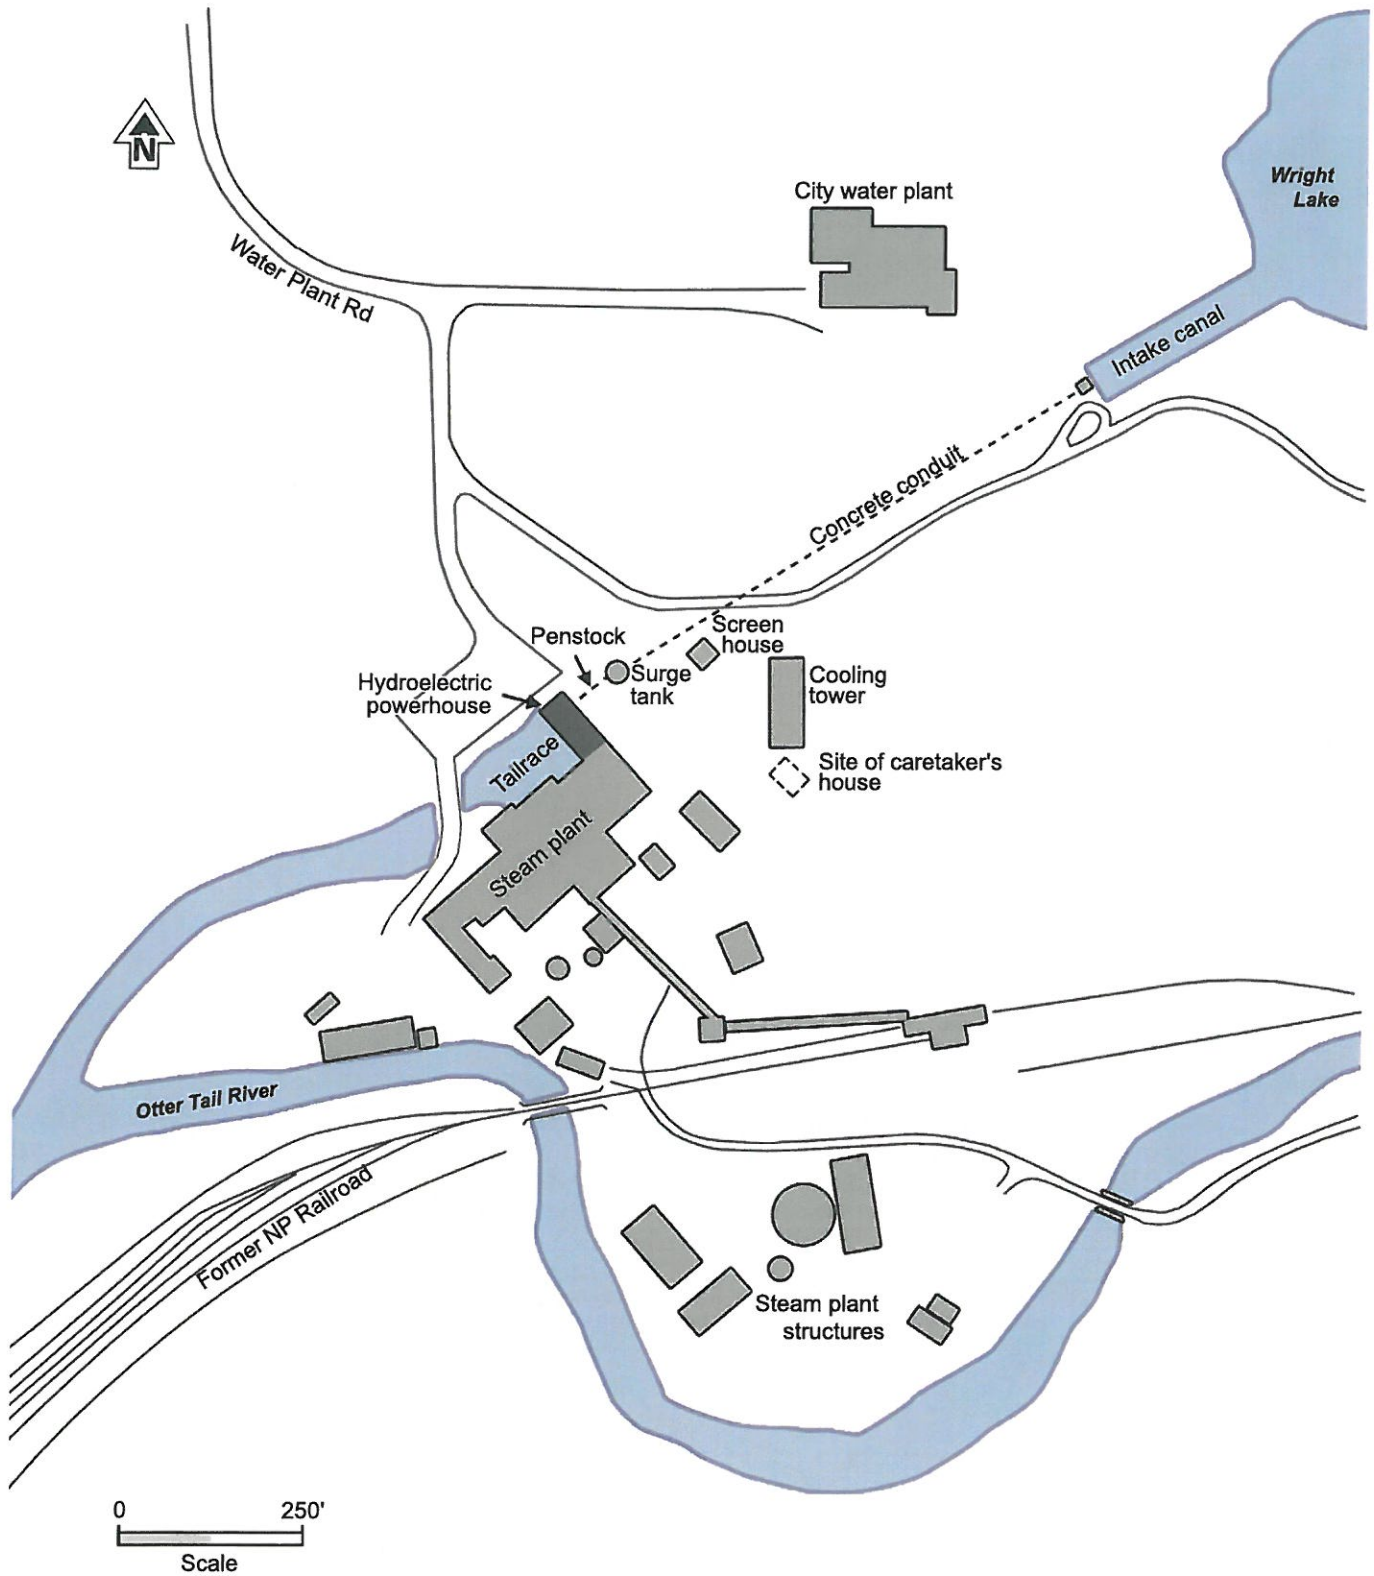 N
City water plant
Wright
Lake
Water Plant Rd
Intake canal
Concrete conduit
Penstock
Screen
house
Surge
tank
Cooling
tower
Hydroelectric
powerhouse
Tailrace
Site of caretaker's
house
Steam plant
Otter Tail River
Former NP Railroad
Steam plant
structures
0 250'
Scale